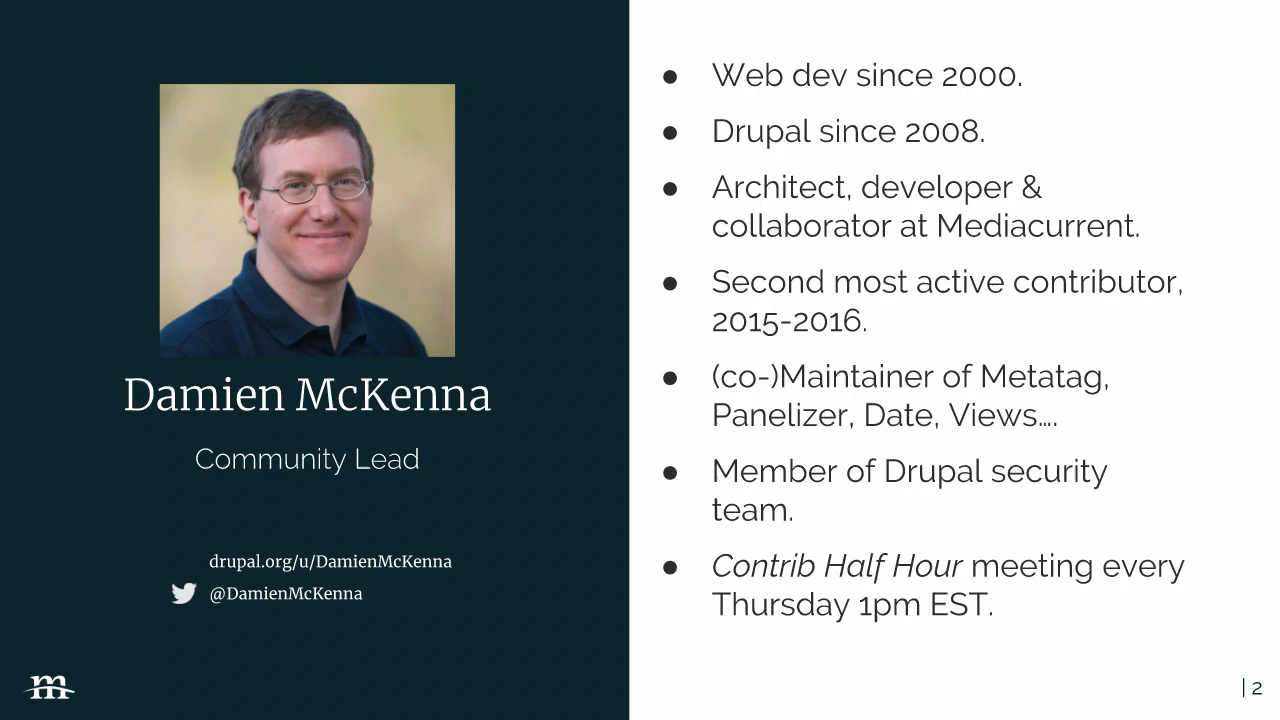 Damien McKenna
Community Lead
drupal.org/u/DamienMcKenna
@DamienMcKenna
m
● Web dev since 2000.
● Drupal since 2008.
● Architect, developer &
collaborator at Mediacurrent.
● Second most active contributor,
2015-2016.
● (co-)Maintainer of Metatag,
Panelizer, Date, Views….
● Member of Drupal security
team.
● Contrib Half Hour meeting every
Thursday 1pm EST.
| 2